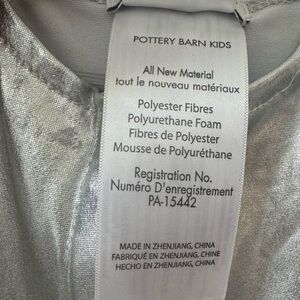 POTTERY BARN KIDS
All New Material
tout le nouveau matériaux
Polyester Fibres
Polyurethane Foam
Fibres de Polyester
Mousse de Polyuréthane
Registration No.
Numéro D'enregistrement
PA-15442
MADE IN ZHENJIANG, CHINA
FABRIQUÉ EN ZHENJIANG, CHINE
HECHO EN ZHENJIANG, CHINA